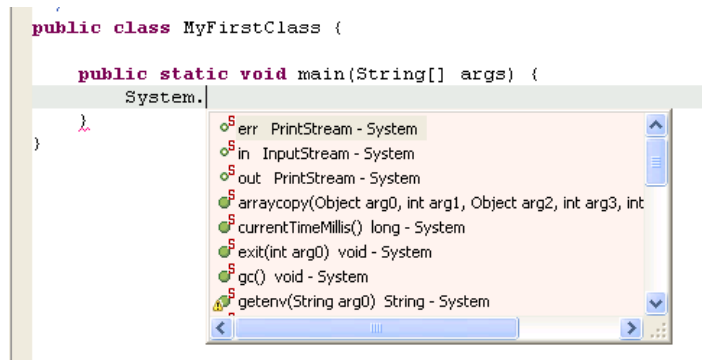 public class MyFirstClass {
public static void main(String[] args) {
System.
}
}
S err PrintStream - System
S in InputStream - System
S out PrintStream - System
S arraycopy(Object arg0, int arg1, Object arg2, int arg3, int
S currentTimeMillis() long - System
S exit(int arg0) void - System
S gc() void - System
S getenv(String arg0) String - System